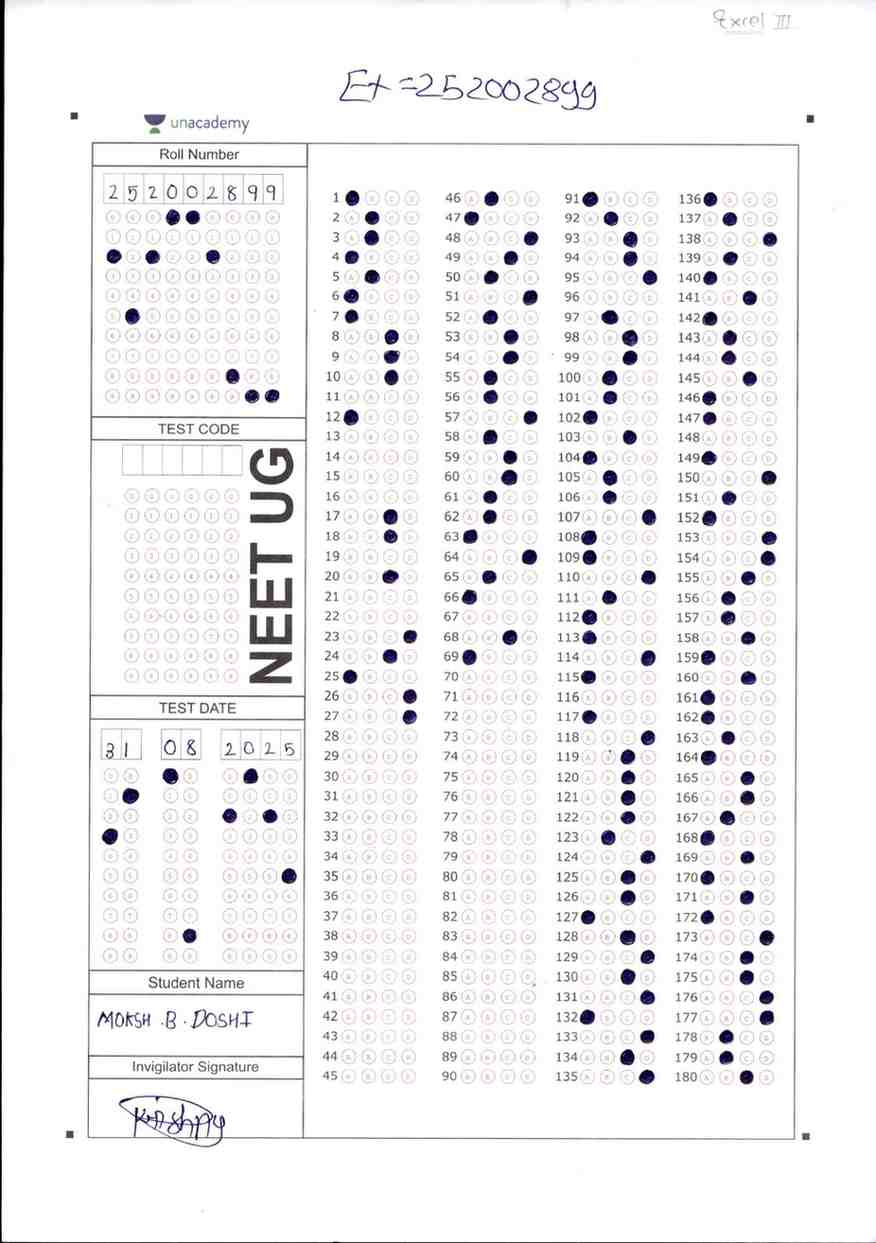 Excel III
Ex=252002899
unacademy
Roll Number
252002899
TEST CODE
NEET UG
TEST DATE
31 08 2025
Student Name
MOKSH .B. DOSHI
Invigilator Signature
1 A B C D 46 A B C D 91 A B C D 136 A B C D
2 A B C D 47 A B C D 92 A B C D 137 A B C D
3 A B C D 48 A B C D 93 A B C D 138 A B C D
4 A B C D 49 A B C D 94 A B C D 139 A B C D
5 A B C D 50 A B C D 95 A B C D 140 A B C D
6 A B C D 51 A B C D 96 A B C D 141 A B C D
7 A B C D 52 A B C D 97 A B C D 142 A B C D
8 A B C D 53 A B C D 98 A B C D 143 A B C D
9 A B C D 54 A B C D 99 A B C D 144 A B C D
10 A B C D 55 A B C D 100 A B C D 145 A B C D
11 A B C D 56 A B C D 101 A B C D 146 A B C D
12 A B C D 57 A B C D 102 A B C D 147 A B C D
13 A B C D 58 A B C D 103 A B C D 148 A B C D
14 A B C D 59 A B C D 104 A B C D 149 A B C D
15 A B C D 60 A B C D 105 A B C D 150 A B C D
16 A B C D 61 A B C D 106 A B C D 151 A B C D
17 A B C D 62 A B C D 107 A B C D 152 A B C D
18 A B C D 63 A B C D 108 A B C D 153 A B C D
19 A B C D 64 A B C D 109 A B C D 154 A B C D
20 A B C D 65 A B C D 110 A B C D 155 A B C D
21 A B C D 66 A B C D 111 A B C D 156 A B C D
22 A B C D 67 A B C D 112 A B C D 157 A B C D
23 A B C D 68 A B C D 113 A B C D 158 A B C D
24 A B C D 69 A B C D 114 A B C D 159 A B C D
25 A B C D 70 A B C D 115 A B C D 160 A B C D
26 A B C D 71 A B C D 116 A B C D 161 A B C D
27 A B C D 72 A B C D 117 A B C D 162 A B C D
28 A B C D 73 A B C D 118 A B C D 163 A B C D
29 A B C D 74 A B C D 119 A B C D 164 A B C D
30 A B C D 75 A B C D 120 A B C D 165 A B C D
31 A B C D 76 A B C D 121 A B C D 166 A B C D
32 A B C D 77 A B C D 122 A B C D 167 A B C D
33 A B C D 78 A B C D 123 A B C D 168 A B C D
34 A B C D 79 A B C D 124 A B C D 169 A B C D
35 A B C D 80 A B C D 125 A B C D 170 A B C D
36 A B C D 81 A B C D 126 A B C D 171 A B C D
37 A B C D 82 A B C D 127 A B C D 172 A B C D
38 A B C D 83 A B C D 128 A B C D 173 A B C D
39 A B C D 84 A B C D 129 A B C D 174 A B C D
40 A B C D 85 A B C D 130 A B C D 175 A B C D
41 A B C D 86 A B C D 131 A B C D 176 A B C D
42 A B C D 87 A B C D 132 A B C D 177 A B C D
43 A B C D 88 A B C D 133 A B C D 178 A B C D
44 A B C D 89 A B C D 134 A B C D 179 A B C D
45 A B C D 90 A B C D 135 A B C D 180 A B C D